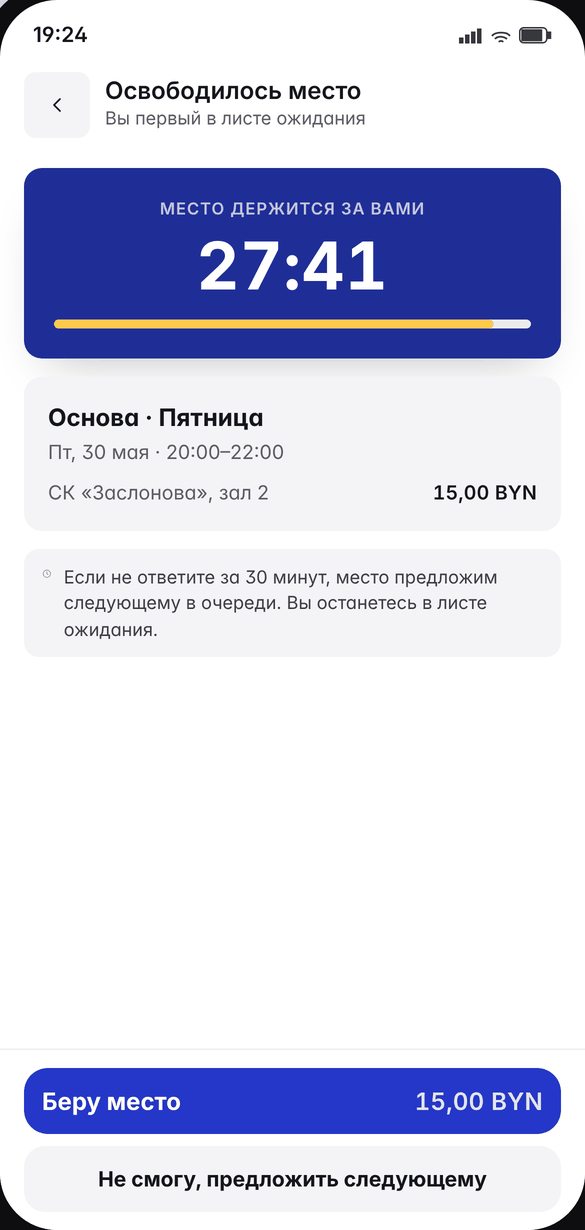 19:24
Освободилось место
Вы первый в листе ожидания
МЕСТО ДЕРЖИТСЯ ЗА ВАМИ
27:41
Основа · Пятница
Пт, 30 мая · 20:00–22:00
СК «Заслонова», зал 2 15,00 BYN
Если не ответите за 30 минут, место предложим
следующему в очереди. Вы останетесь в листе
ожидания.
Беру место 15,00 BYN
Не смогу, предложить следующему